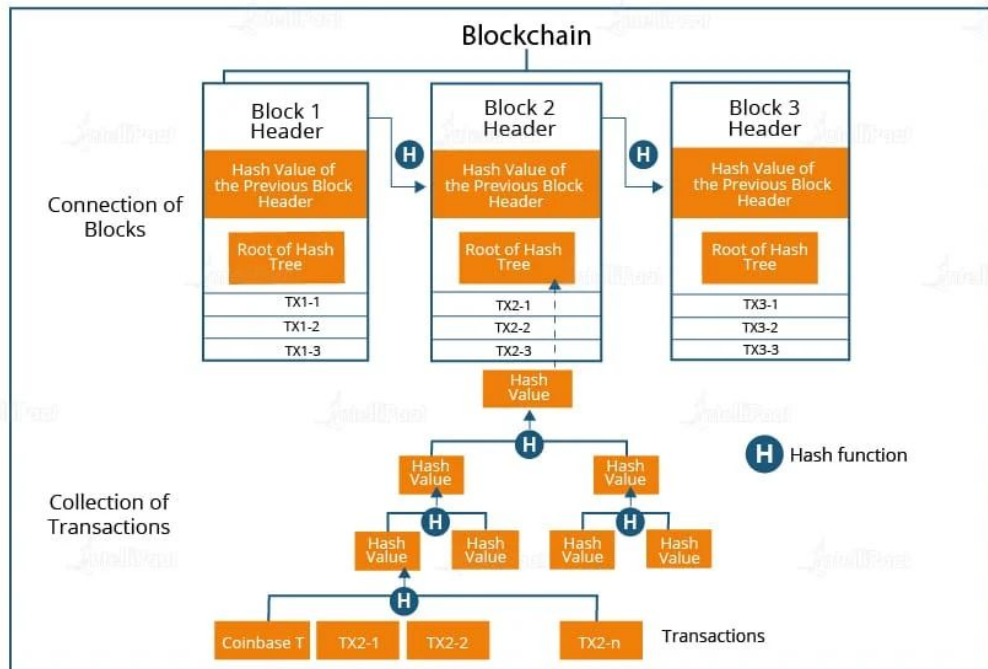 Blockchain
Block 1
Header
Block 2
Header
Block 3
Header
H
H
Hash Value of
the Previous Block
Header
Hash Value of
the Previous Block
Header
Hash Value of
the Previous Block
Header
Connection of
Blocks
Root of Hash
Tree
Root of Hash
Tree
Root of Hash
Tree
TX1-1
TX1-2
TX1-3
TX2-1
TX2-2
TX2-3
TX3-1
TX3-2
TX3-3
Hash
Value
H
H Hash function
Hash
Value
Hash
Value
Collection of
Transactions
H
H
Hash
Value
Hash
Value
Hash
Value
Hash
Value
H
Coinbase T
TX2-1
TX2-2
TX2-n
Transactions